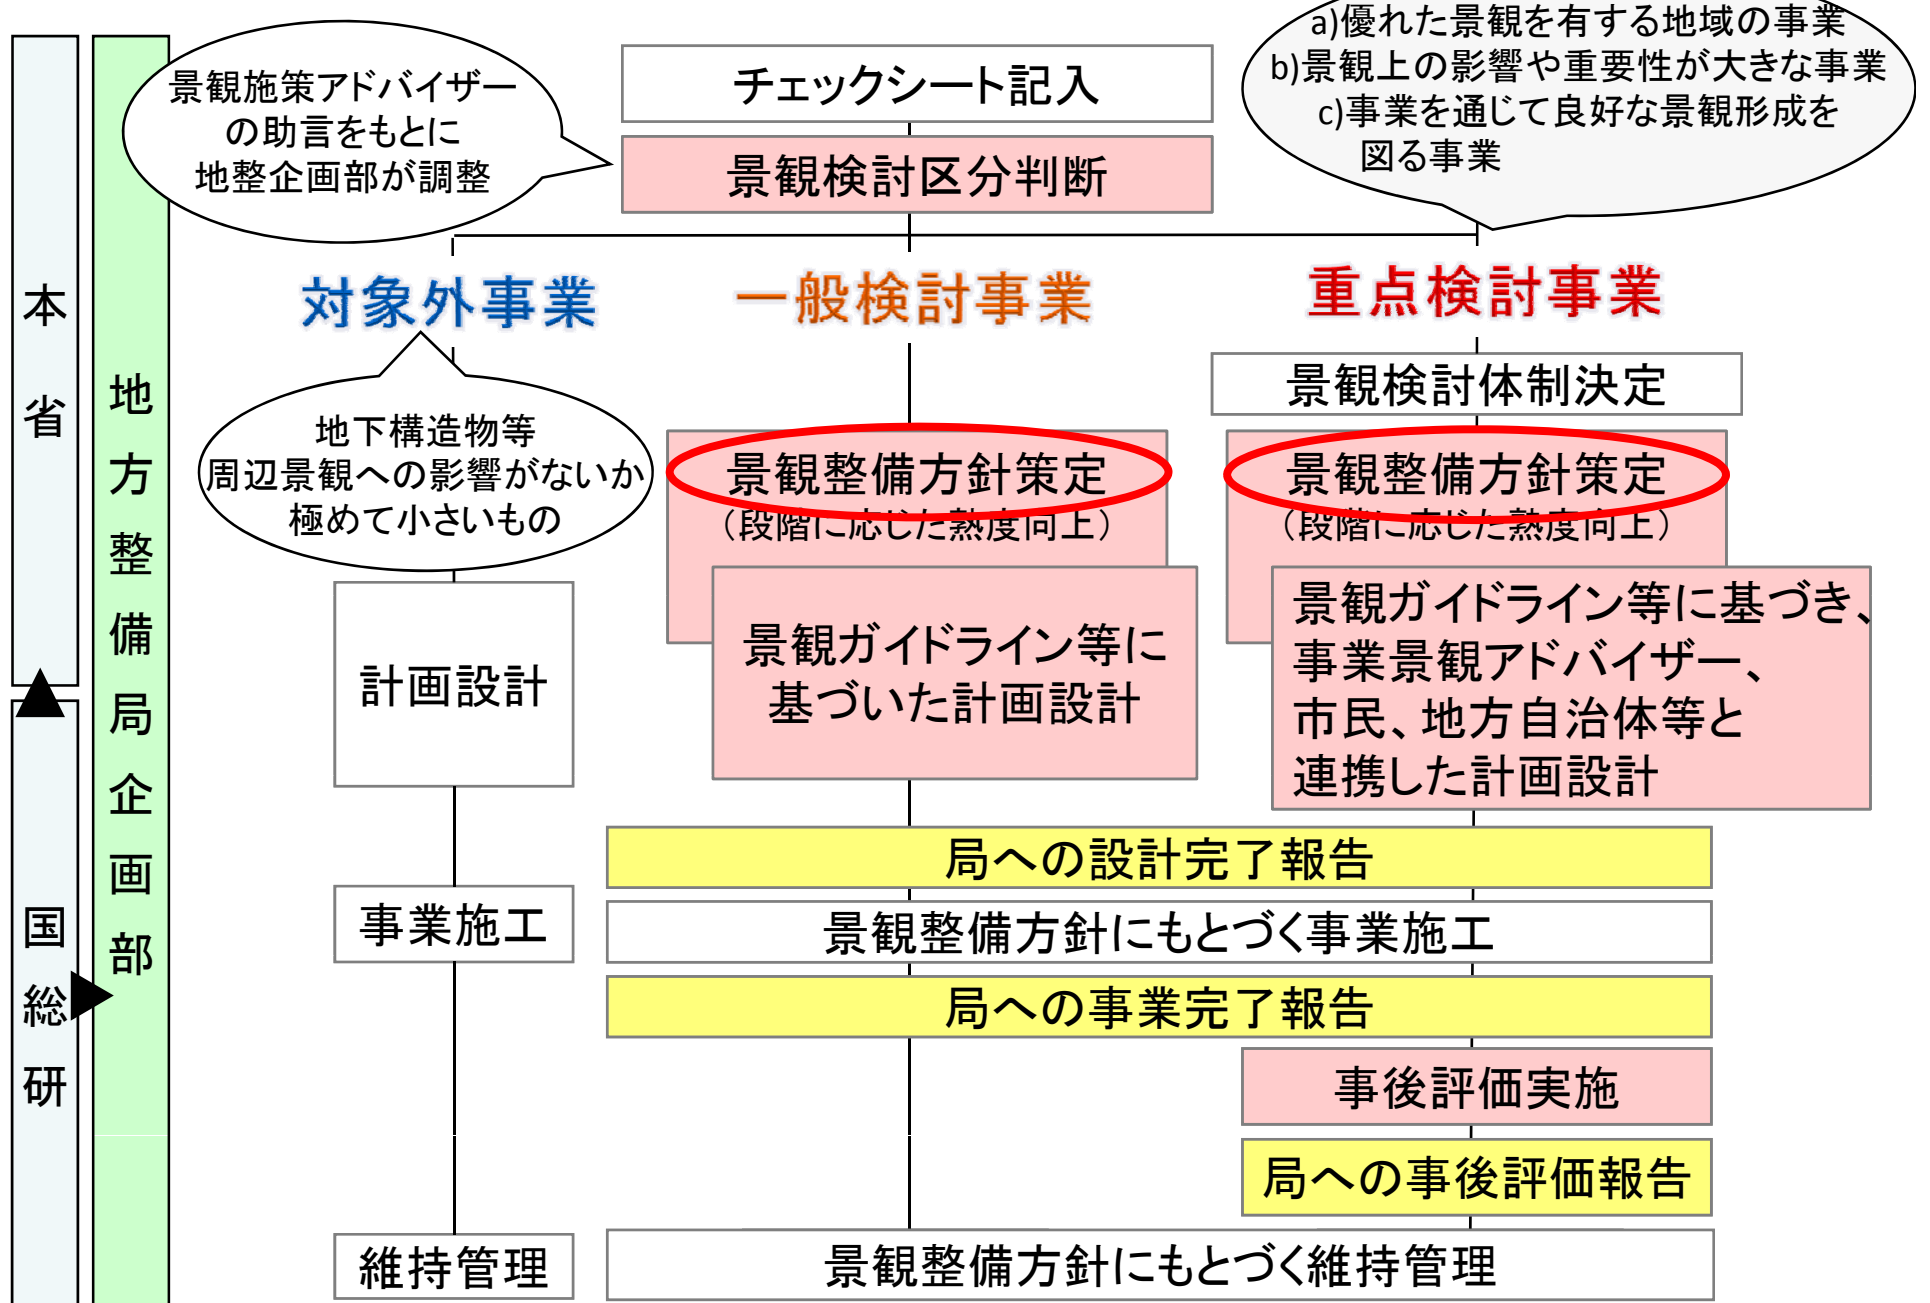 本省
国総研
地方整備局企画部
景観施策アドバイザー
の助言をもとに
地整企画部が調整
チェックシート記入
景観検討区分判断
a)優れた景観を有する地域の事業
b)景観上の影響や重要性が大きな事業
c)事業を通じて良好な景観形成を
図る事業
対象外事業
一般検討事業
重点検討事業
地下構造物等
周辺景観への影響がないか
極めて小さいもの
計画設計
事業施工
維持管理
景観整備方針策定
（段階に応じた熟度向上）
景観ガイドライン等に
基づいた計画設計
景観検討体制決定
景観整備方針策定
（段階に応じた熟度向上）
景観ガイドライン等に基づき、
事業景観アドバイザー、
市民、地方自治体等と
連携した計画設計
局への設計完了報告
景観整備方針にもとづく事業施工
局への事業完了報告
事後評価実施
局への事後評価報告
景観整備方針にもとづく維持管理